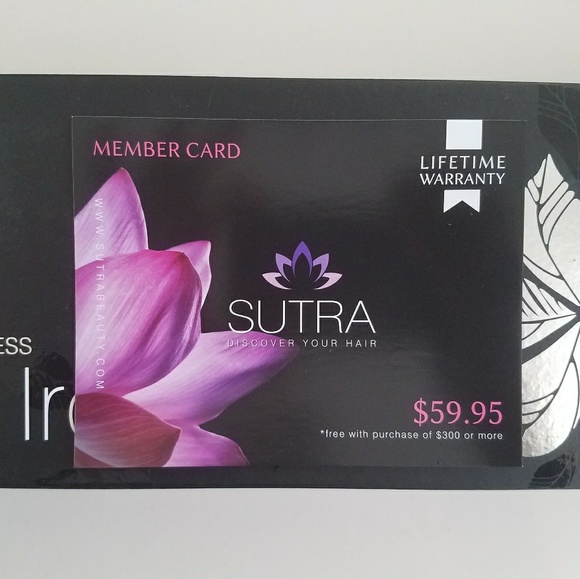 MEMBER CARD
LIFETIME
WARRANTY
WWW.SUTRABEAUTY.COM
SUTRA
DISCOVER YOUR HAIR
ESS
Ir
$59.95
*free with purchase of $300 or more